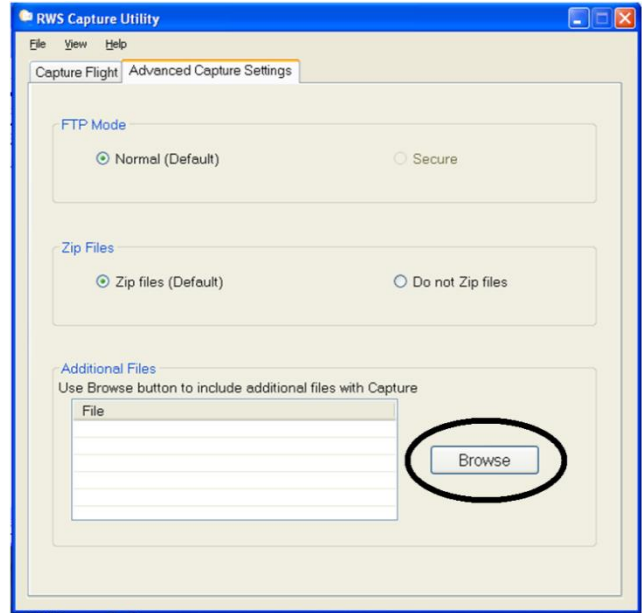 RWS Capture Utility
File View Help
Capture Flight Advanced Capture Settings
FTP Mode
Normal (Default) Secure
Zip Files
Zip files (Default) Do not Zip files
Additional Files
Use Browse button to include additional files with Capture
File
Browse